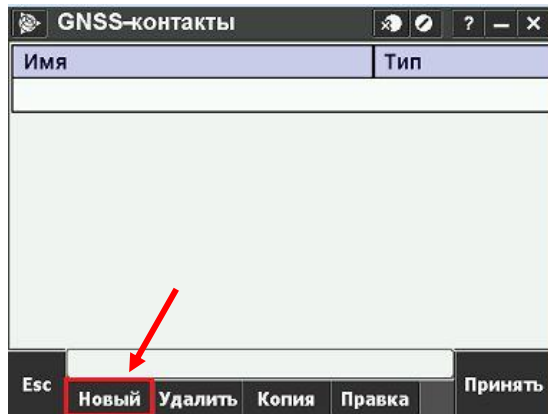 GNSS-контакты ? – ×
Имя Тип
Esc Новый Удалить Копия Правка Принять